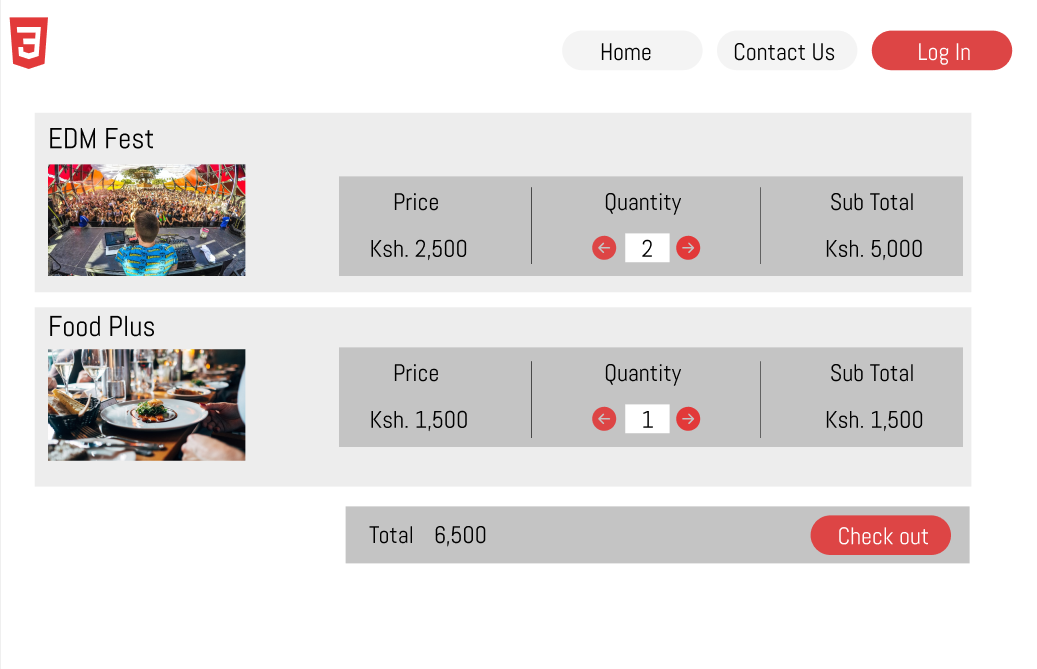 3
Home Contact Us Log In
EDM Fest
Price Quantity Sub Total
Ksh. 2,500 2 Ksh. 5,000
Food Plus
Price Quantity Sub Total
Ksh. 1,500 1 Ksh. 1,500
Total 6,500 Check out